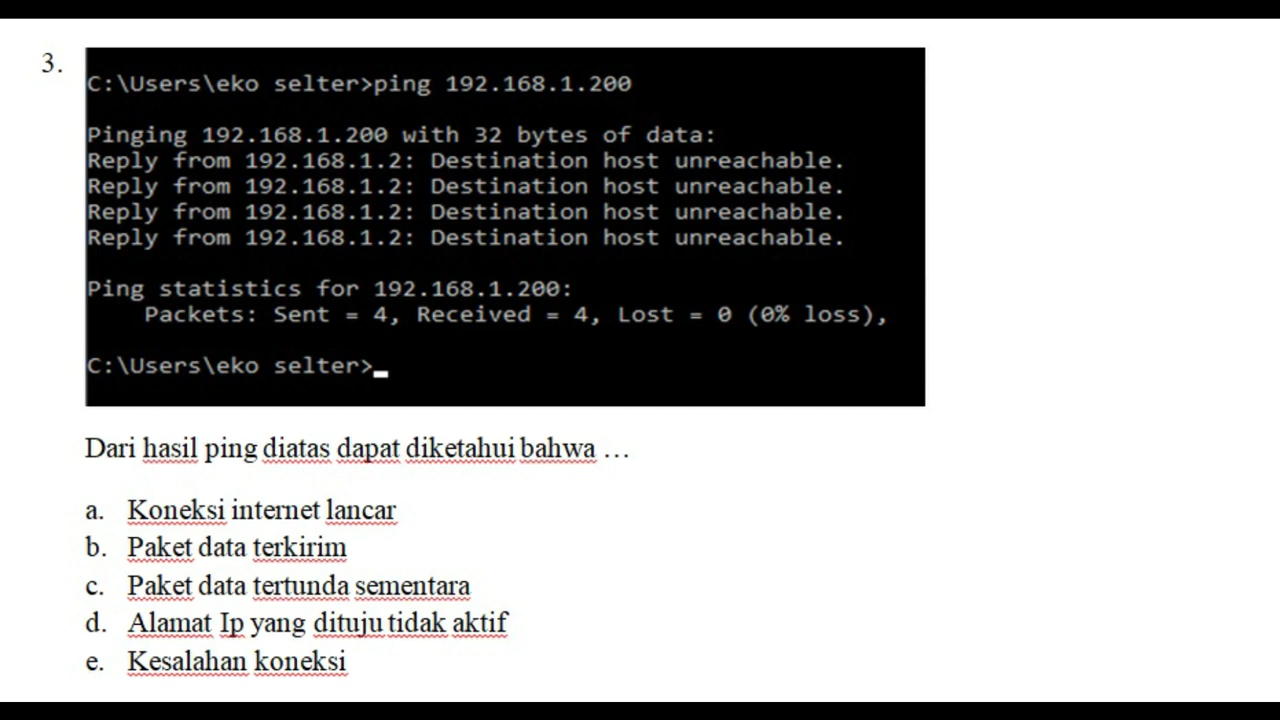 3.
C:\Users\eko selter>ping 192.168.1.200
Pinging 192.168.1.200 with 32 bytes of data:
Reply from 192.168.1.2: Destination host unreachable.
Reply from 192.168.1.2: Destination host unreachable.
Reply from 192.168.1.2: Destination host unreachable.
Reply from 192.168.1.2: Destination host unreachable.
Ping statistics for 192.168.1.200:
Packets: Sent = 4, Received = 4, Lost = 0 (0% loss),
C:\Users\eko selter>
Dari hasil ping diatas dapat diketahui bahwa …
a. Koneksi internet lancar
b. Paket data terkirim
c. Paket data tertunda sementara
d. Alamat Ip yang dituju tidak aktif
e. Kesalahan koneksi